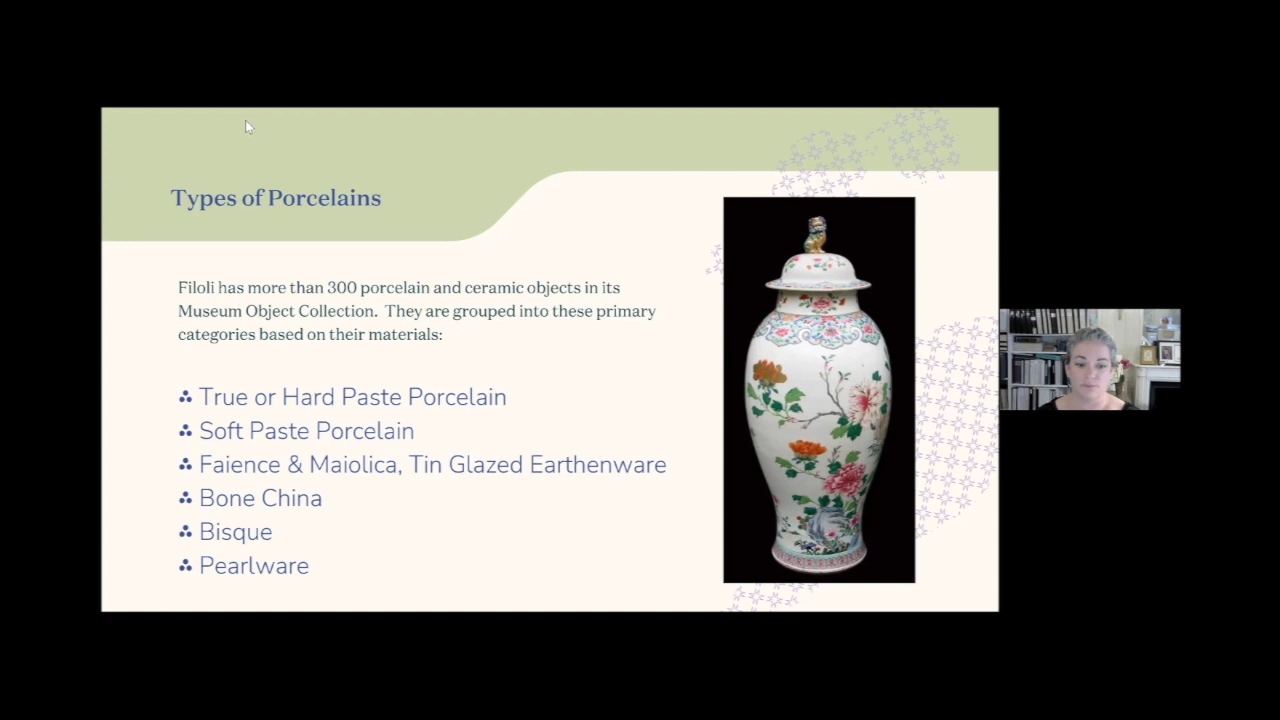 Types of Porcelains
Filoli has more than 300 porcelain and ceramic objects in its
Museum Object Collection. They are grouped into these primary
categories based on their materials:
True or Hard Paste Porcelain
Soft Paste Porcelain
Faience & Maiolica, Tin Glazed Earthenware
Bone China
Bisque
Pearlware